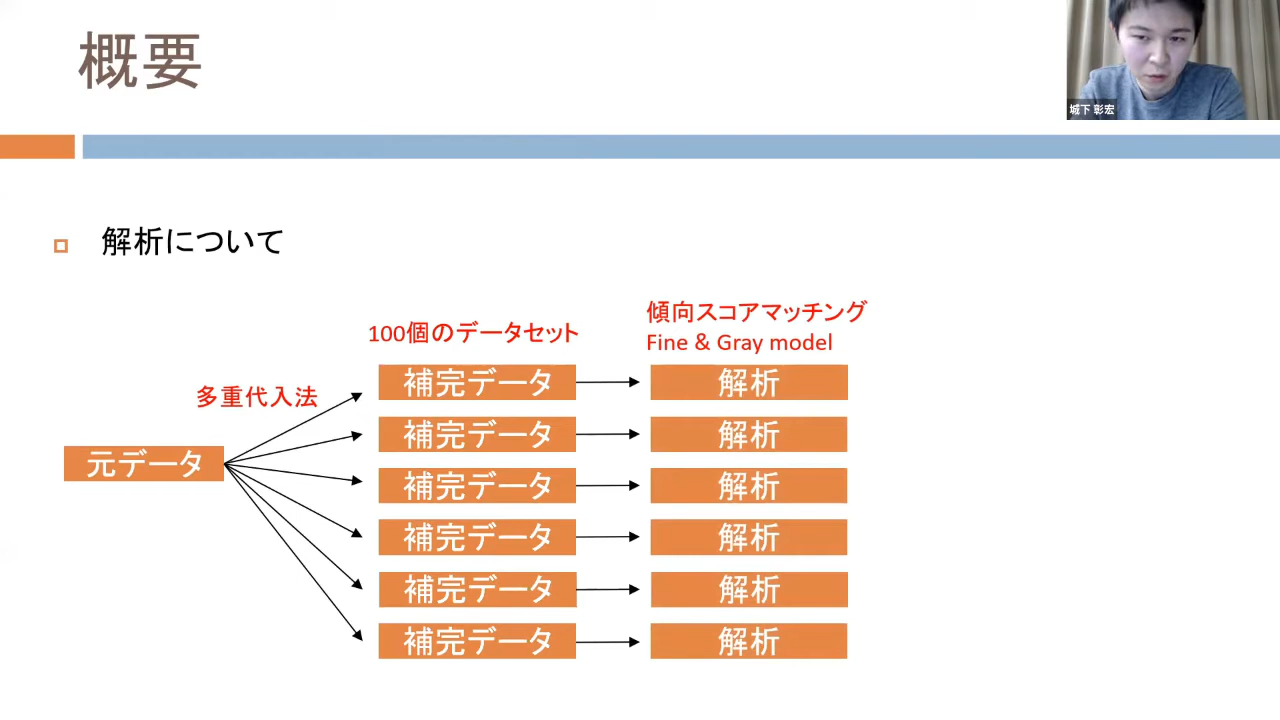 概要
城下 彰宏
解析について
傾向スコアマッチング
Fine & Gray model
100個のデータセット
多重代入法
元データ
補完データ
解析
補完データ
解析
補完データ
解析
補完データ
解析
補完データ
解析
補完データ
解析